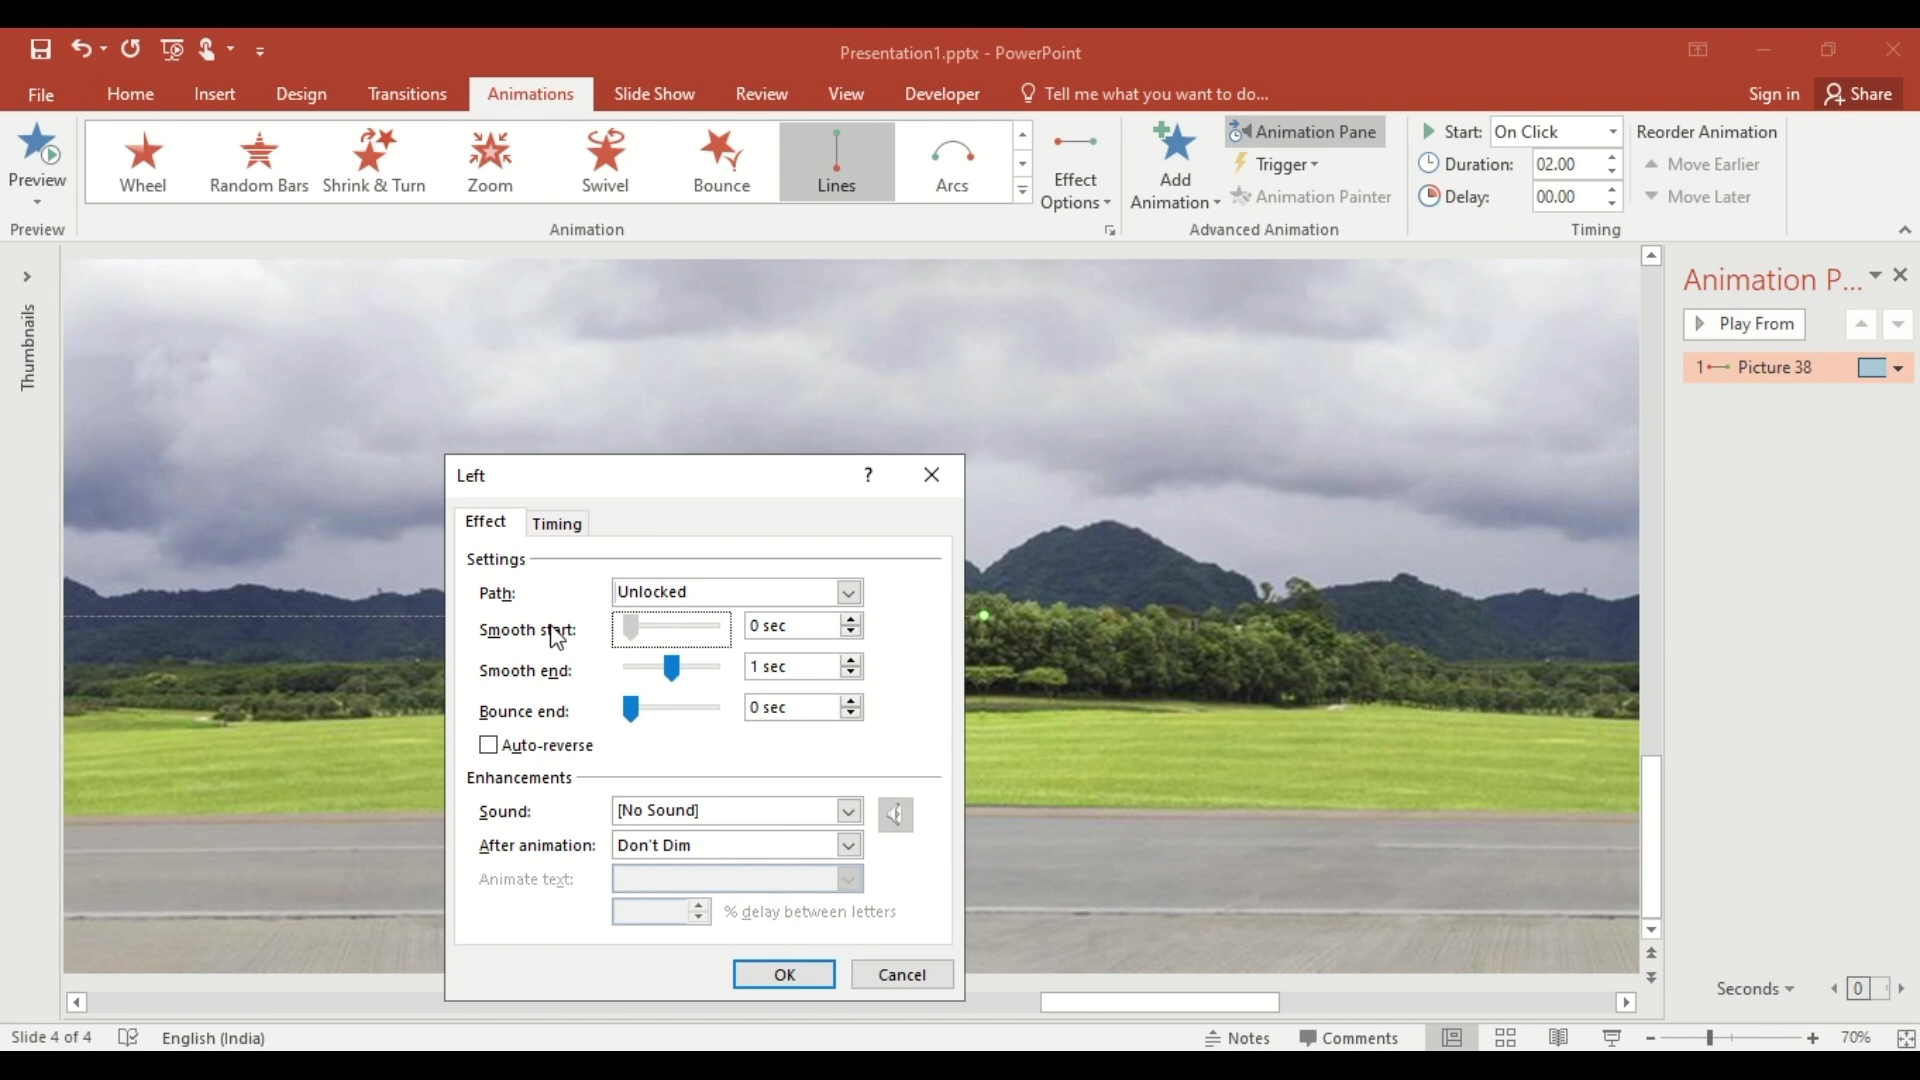 Presentation1.pptx - PowerPoint
File Home Insert Design Transitions Animations Slide Show Review View Developer Tell me what you want to do... Sign in Share
Preview
Wheel Random Bars Shrink & Turn Zoom Swivel Bounce Lines Arcs
Effect Options
Add Animation
Animation Pane
Trigger
Animation Painter
Start: On Click
Duration: 02.00
Delay: 00.00
Reorder Animation
Move Earlier
Move Later
Preview Animation Advanced Animation Timing
Thumbnails
Animation P...
Play From
1 Picture 38
Left ?
Effect Timing
Settings
Path: Unlocked
Smooth start: 0 sec
Smooth end: 1 sec
Bounce end: 0 sec
Auto-reverse
Enhancements
Sound: [No Sound]
After animation: Don't Dim
Animate text:
% delay between letters
OK Cancel
Seconds 0
Slide 4 of 4 English (India) Notes Comments 70%